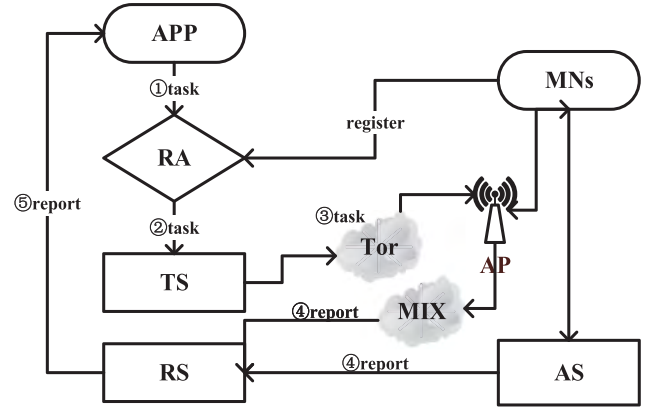 APP
①task
MNs
register
RA
⑤report
②task
③task
Tor
TS
AP
MIX
④report
④report
RS
AS